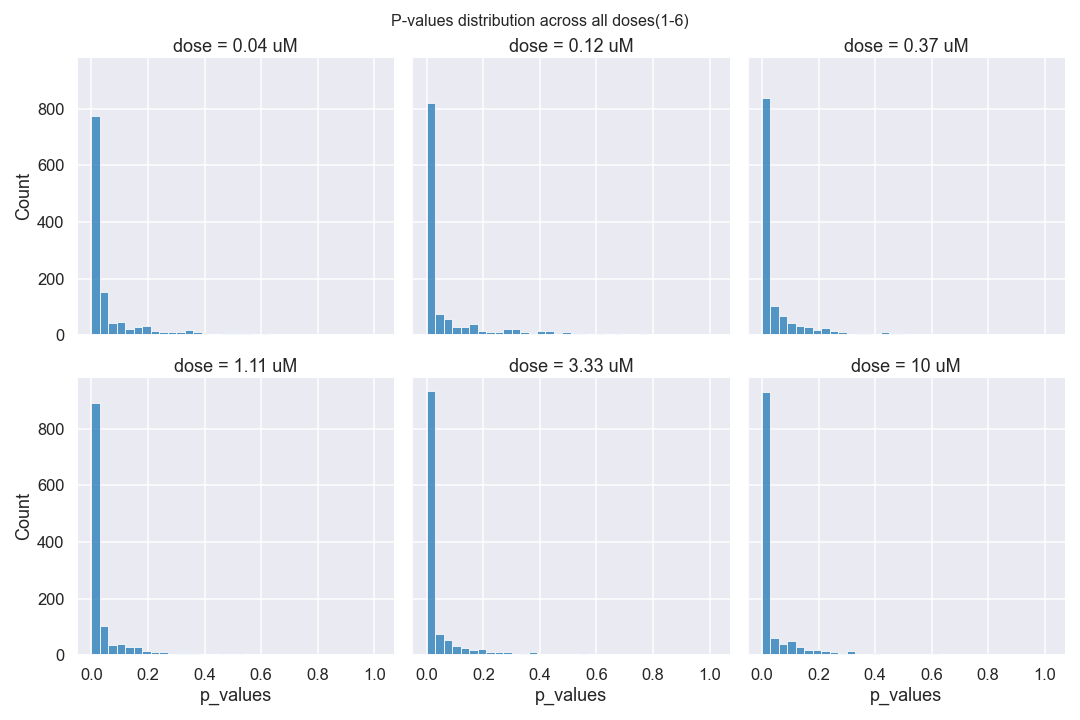 P-values distribution across all doses(1-6)
dose = 0.04 uM
dose = 0.12 uM
dose = 0.37 uM
Count
800
600
400
200
0
dose = 1.11 uM
dose = 3.33 uM
dose = 10 uM
Count
800
600
400
200
0
0.0 0.2 0.4 0.6 0.8 1.0
0.0 0.2 0.4 0.6 0.8 1.0
0.0 0.2 0.4 0.6 0.8 1.0
p_values
p_values
p_values